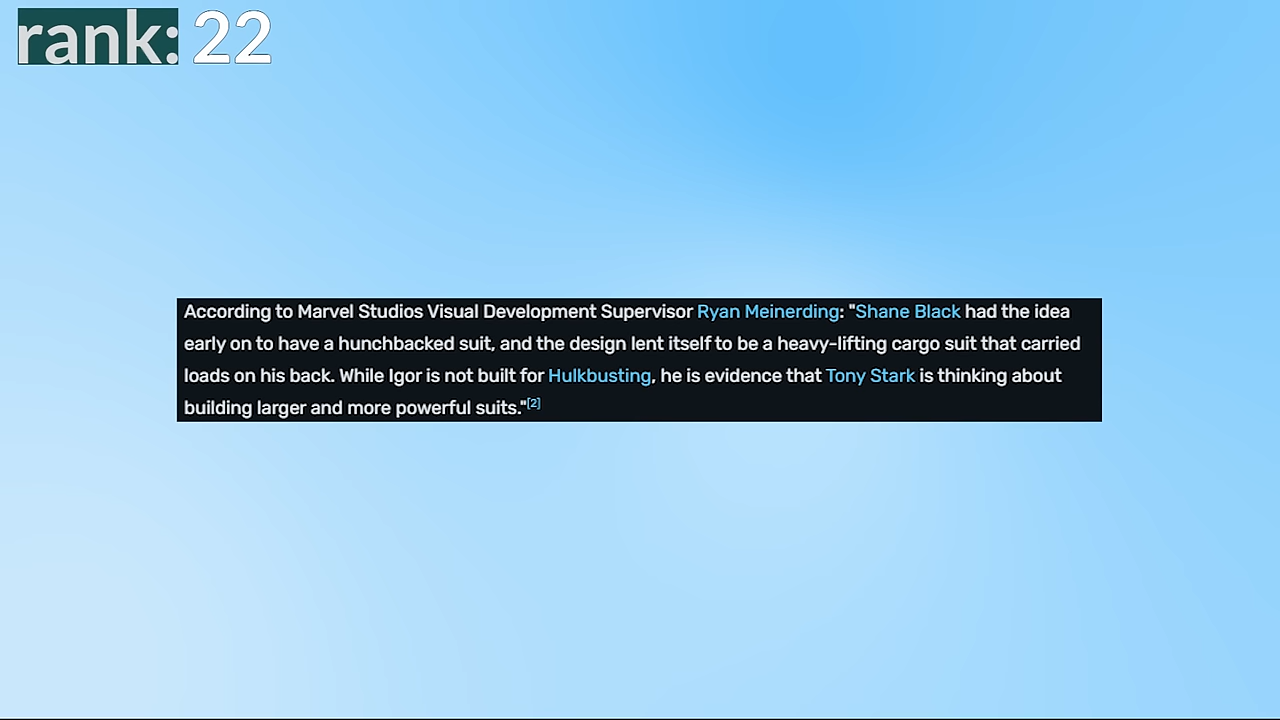 rank: 22
According to Marvel Studios Visual Development Supervisor Ryan Meinerding: "Shane Black had the idea
early on to have a hunchbacked suit, and the design lent itself to be a heavy-lifting cargo suit that carried
loads on his back. While Igor is not built for Hulkbusting, he is evidence that Tony Stark is thinking about
building larger and more powerful suits."[2]